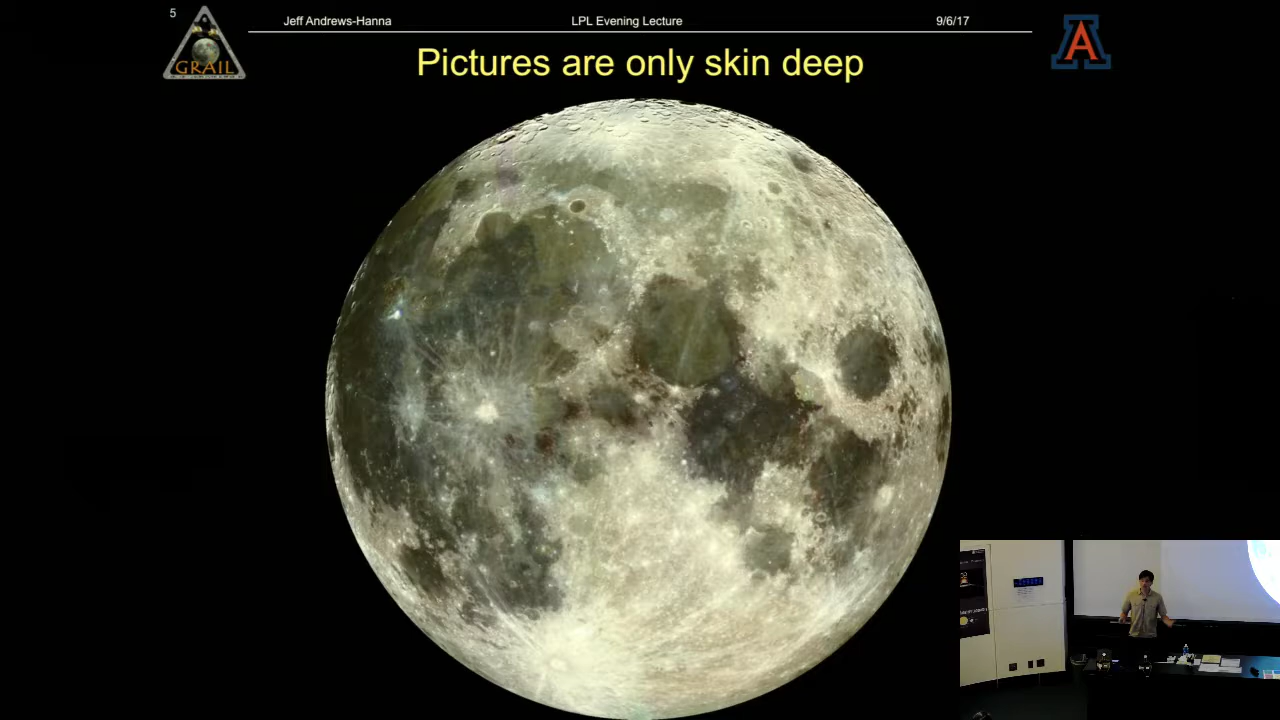 5
Jeff Andrews-Hanna
LPL Evening Lecture
9/6/17
GRAIL
A
Pictures are only skin deep